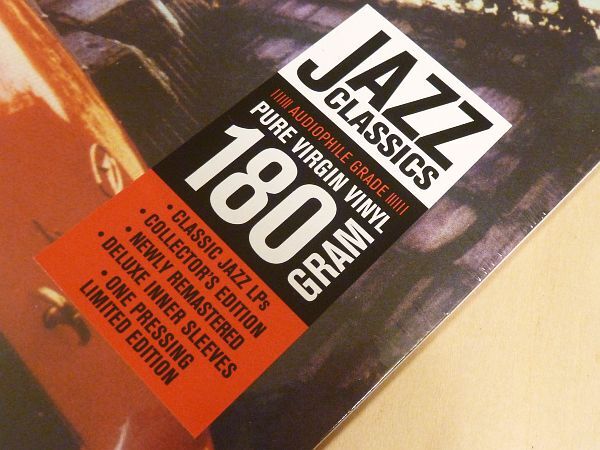 JAZZ
CLASSICS
AUDIOPHILE GRADE
PURE VIRGIN VINYL
180
GRAM
• CLASSIC JAZZ LPs
• COLLECTOR'S EDITION
• NEWLY REMASTERED
• DELUXE INNER SLEEVES
• ONE PRESSING
LIMITED EDITION